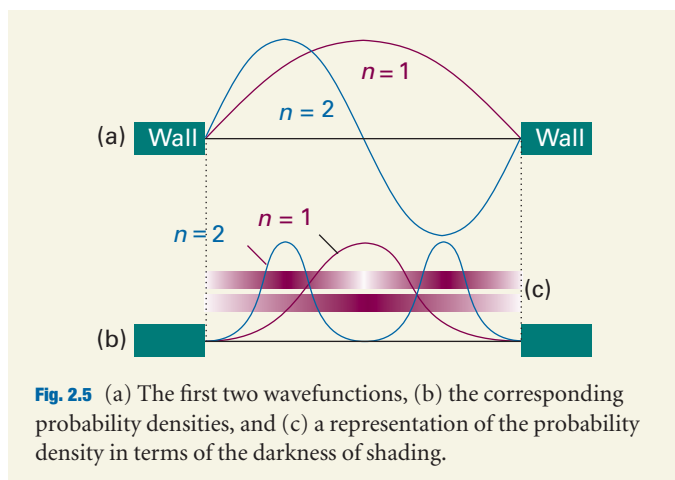 n = 1
n = 2
(a) Wall Wall
n = 1
n = 2
(c)
(b)
Fig. 2.5 (a) The first two wavefunctions, (b) the corresponding
probability densities, and (c) a representation of the probability
density in terms of the darkness of shading.